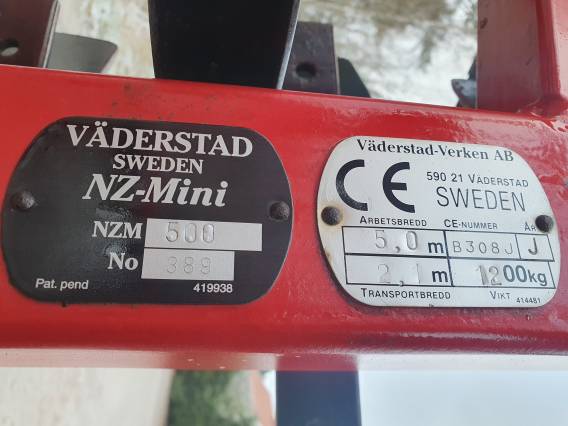 VÄDERSTAD
SWEDEN
NZ-Mini
NZM 500
No 389
Pat. pend 419938
Väderstad-Verken AB
CE 590 21 VÄDERSTAD
SWEDEN
ARBETSBREDD CE-NUMMER ÅR
5,0 m B308J J
2,1 m 1200kg
TRANSPORTBREDD VIKT 414481